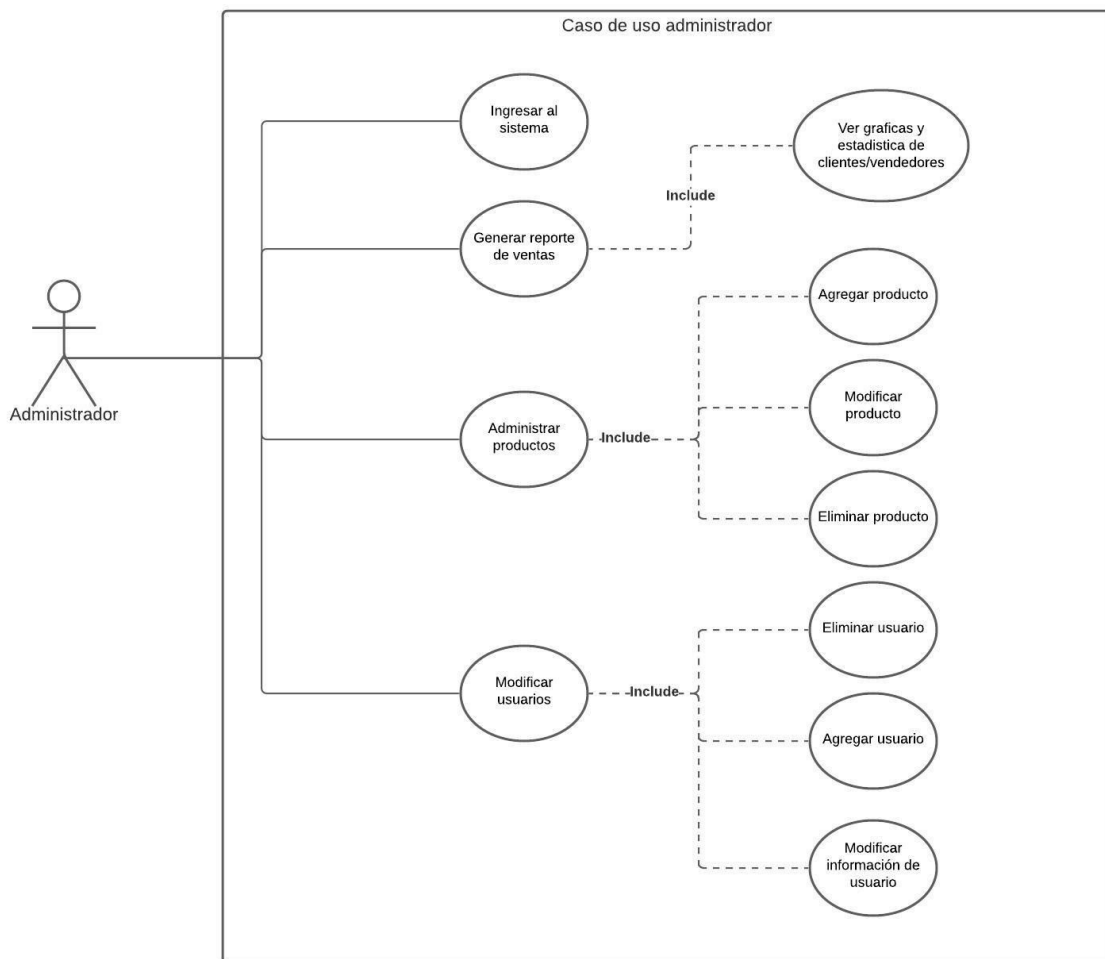 Caso de uso administrador
Ingresar al
sistema
Ver graficas y
estadistica de
clientes/vendedores
Include
Generar reporte
de ventas
Agregar producto
Administrador
Modificar
producto
Administrar
productos
Include
Eliminar producto
Eliminar usuario
Modificar
usuarios
Include
Agregar usuario
Modificar
información de
usuario